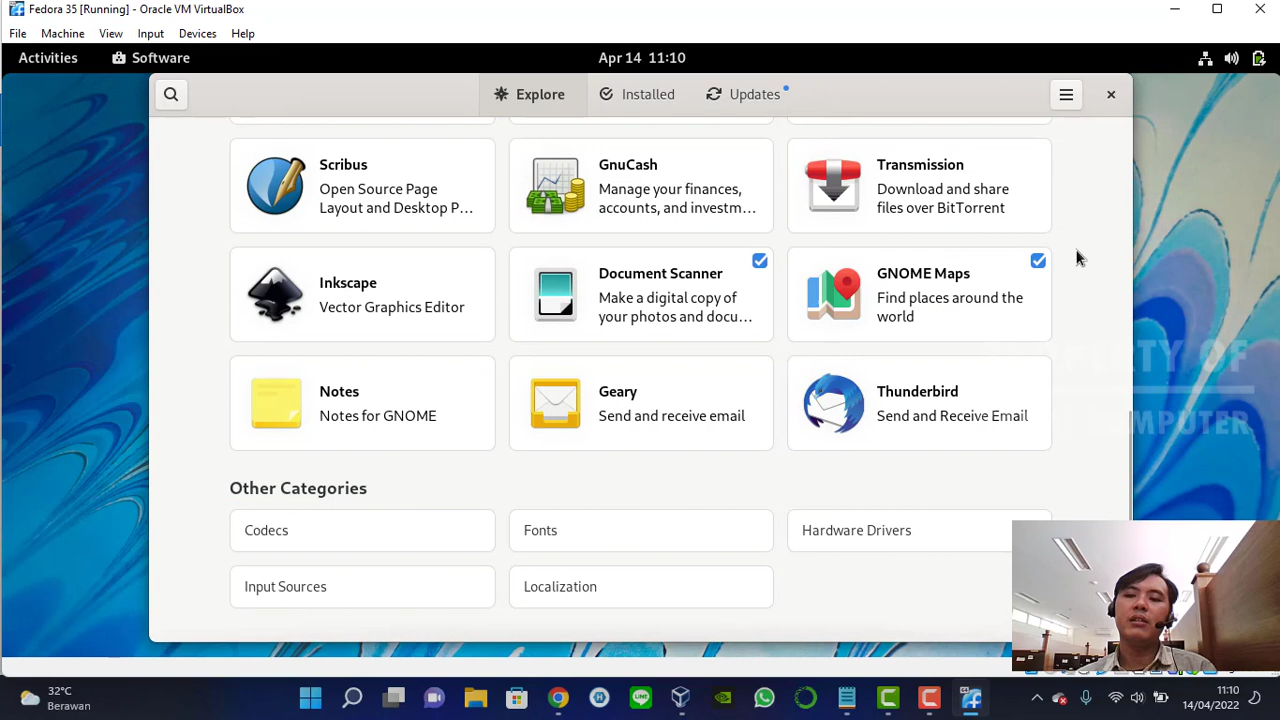 Fedora 35 [Running] - Oracle VM VirtualBox
File Machine View Input Devices Help
Activities Software Apr 14 11:10
Explore Installed Updates
Scribus
Open Source Page
Layout and Desktop P...
GnuCash
Manage your finances,
accounts, and investm...
Transmission
Download and share
files over BitTorrent
Inkscape
Vector Graphics Editor
Document Scanner
Make a digital copy of
your photos and docu...
GNOME Maps
Find places around the
world
Notes
Notes for GNOME
Geary
Send and receive email
Thunderbird
Send and Receive Email
OF
COMPUTER
Other Categories
Codecs
Fonts
Hardware Drivers
Input Sources
Localization
32°C
Berawan
11:10
14/04/2022